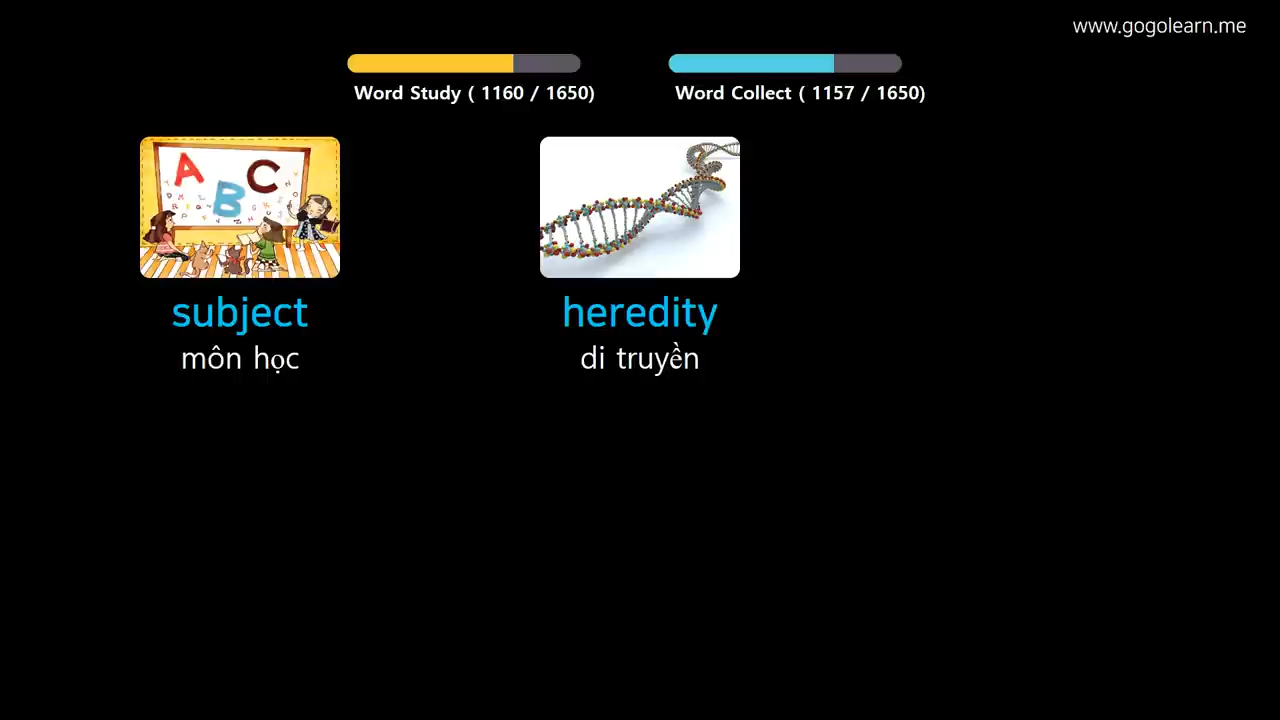 www.gogolearn.me
Word Study ( 1160 / 1650)
Word Collect ( 1157 / 1650)
A B C
subject
môn học
heredity
di truyền